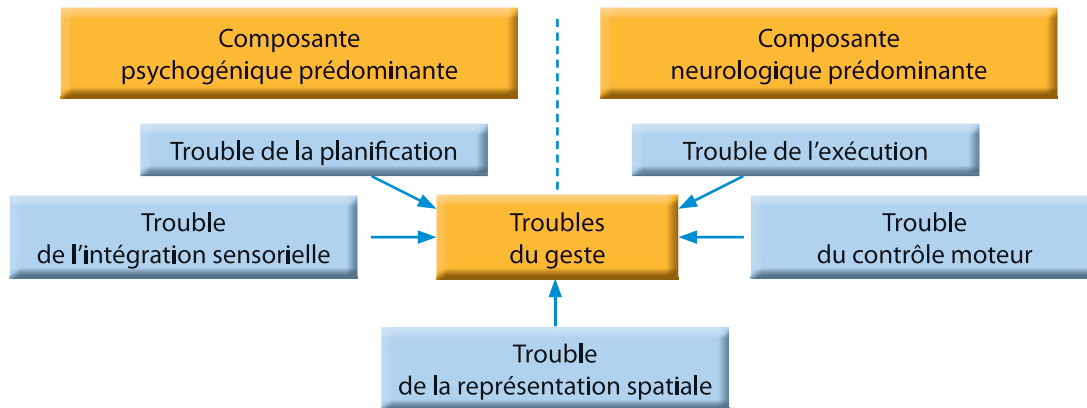 Composante
psychogénique prédominante
Composante
neurologique prédominante
Trouble de la planification
Trouble de l’exécution
Trouble
de l’intégration sensorielle
Troubles
du geste
Trouble
du contrôle moteur
Trouble
de la représentation spatiale